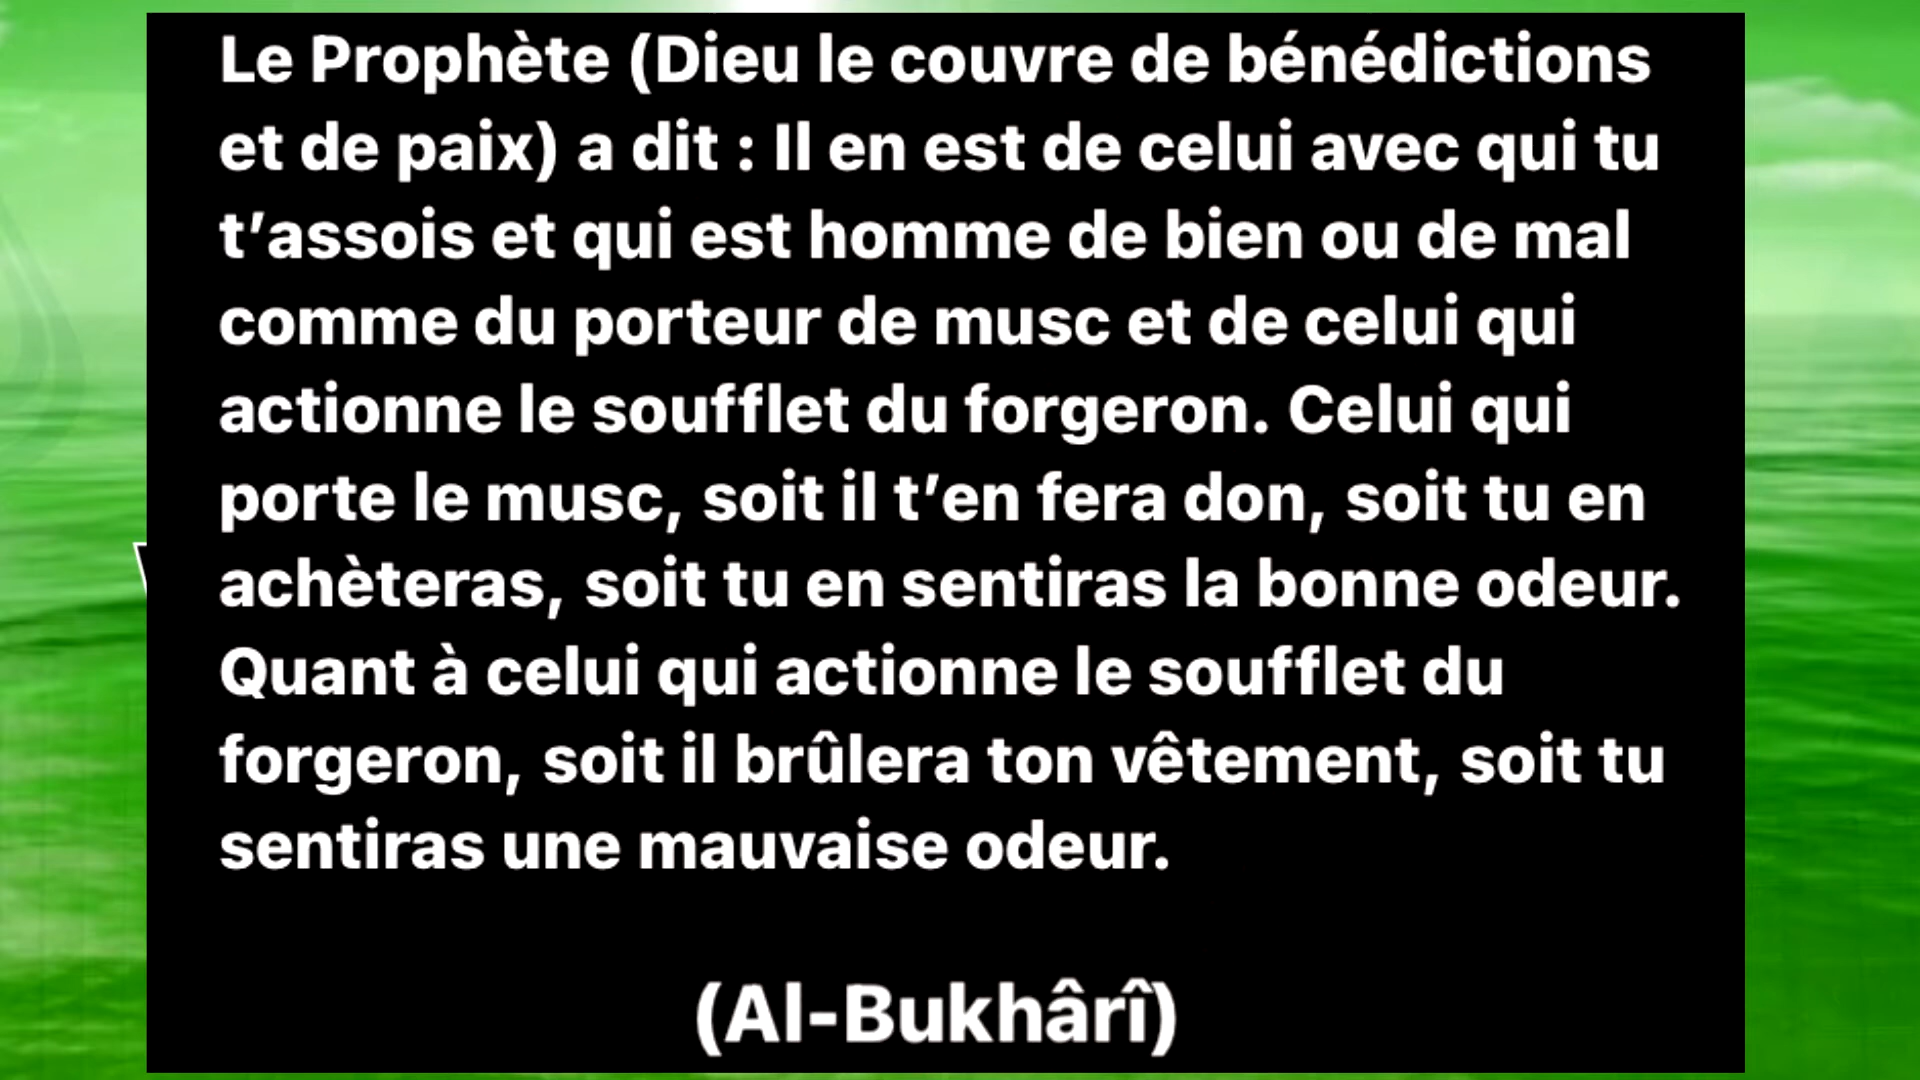 Le Prophète (Dieu le couvre de bénédictions
et de paix) a dit : Il en est de celui avec qui tu
t’assois et qui est homme de bien ou de mal
comme du porteur de musc et de celui qui
actionne le soufflet du forgeron. Celui qui
porte le musc, soit il t’en fera don, soit tu en
achèteras, soit tu en sentiras la bonne odeur.
Quant à celui qui actionne le soufflet du
forgeron, soit il brûlera ton vêtement, soit tu
sentiras une mauvaise odeur.
(Al-Bukhârî)